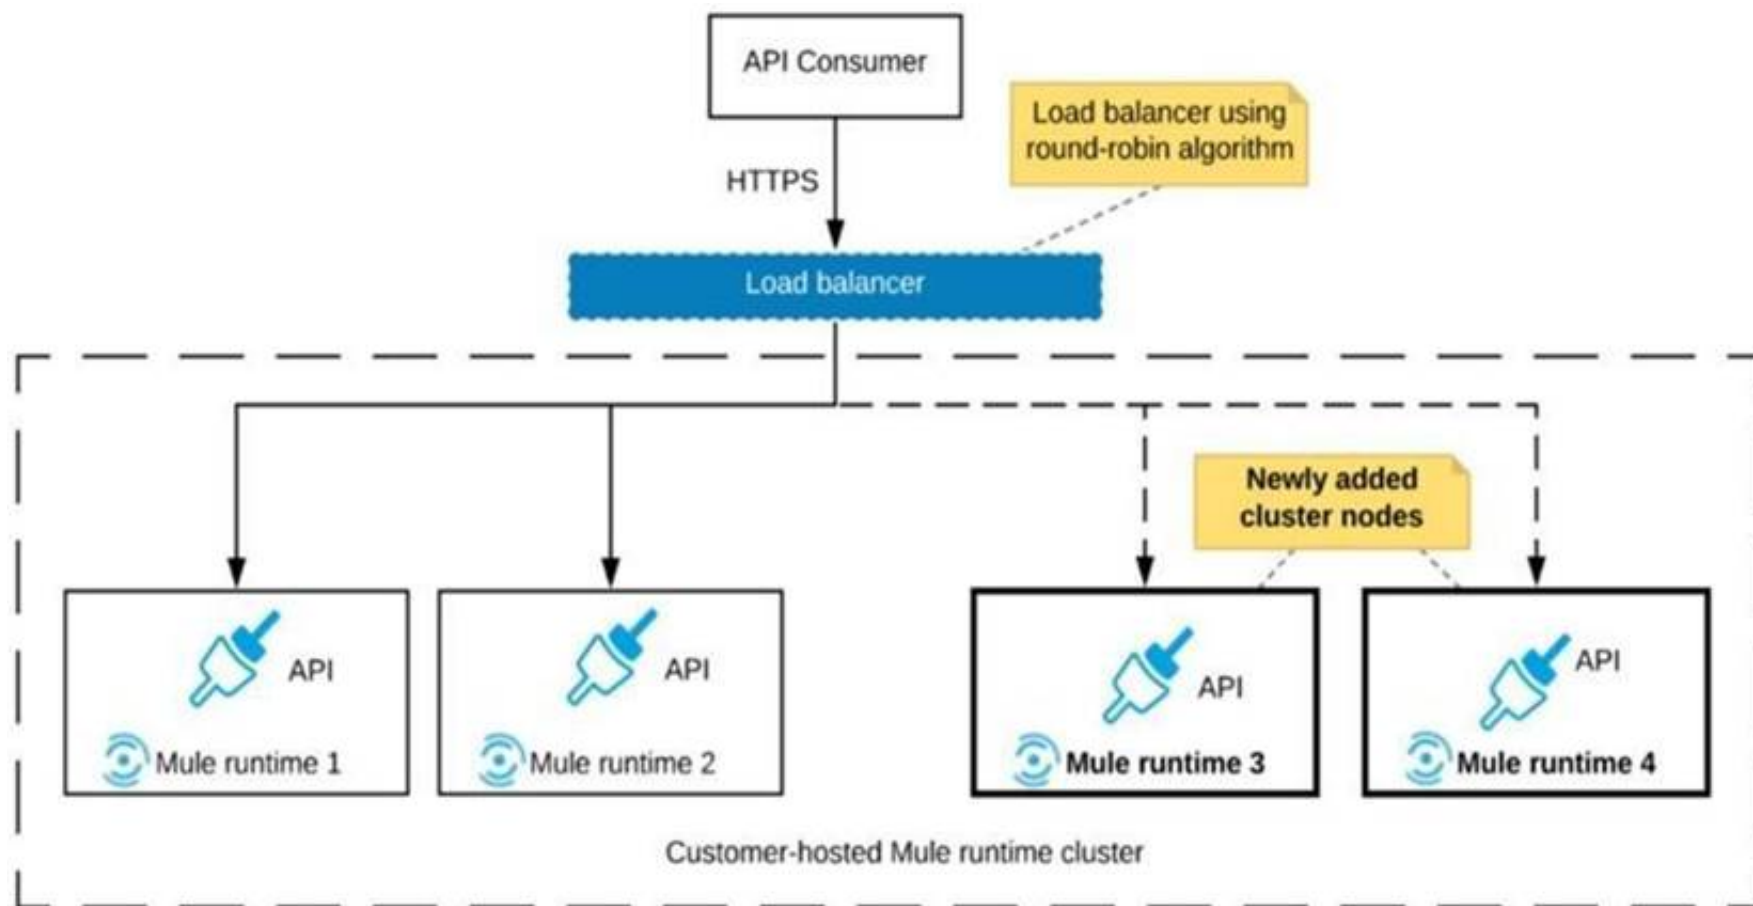 API Consumer
Load balancer using
round-robin algorithm
HTTPS
Load balancer
Newly added
cluster nodes
API
Mule runtime 1
API
Mule runtime 2
API
Mule runtime 3
API
Mule runtime 4
Customer-hosted Mule runtime cluster